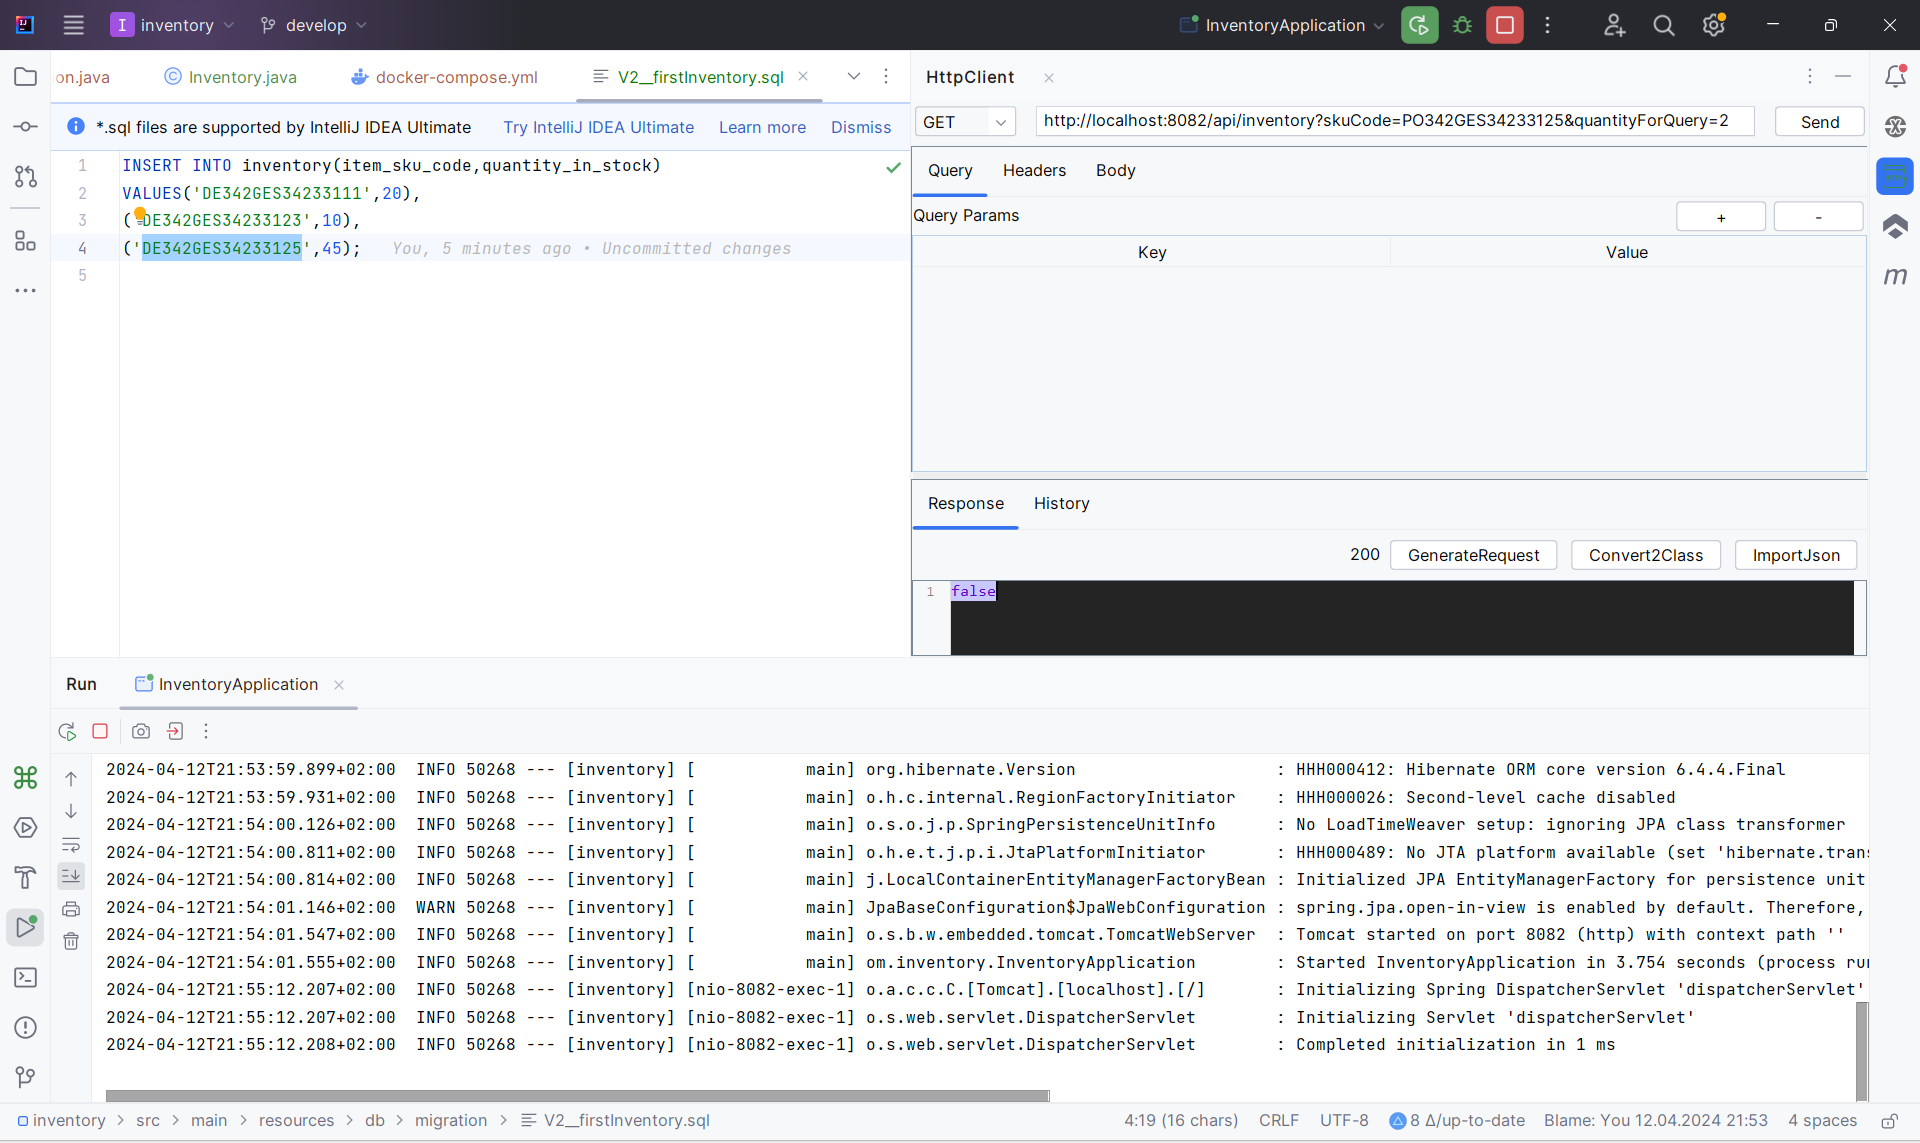 I inventory develop InventoryApplication
on.java Inventory.java docker-compose.yml V2__firstInventory.sql
*.sql files are supported by IntelliJ IDEA Ultimate Try IntelliJ IDEA Ultimate Learn more Dismiss
1 INSERT INTO inventory(item_sku_code,quantity_in_stock)
2 VALUES('DE342GES34233111',20),
3 ('DE342GES34233123',10),
4 ('DE342GES34233125',45); You, 5 minutes ago • Uncommitted changes
5
HttpClient
GET http://localhost:8082/api/inventory?skuCode=PO342GES34233125&quantityForQuery=2 Send
Query Headers Body
Query Params + -
Key Value
Response History
200 GenerateRequest Convert2Class ImportJson
1 false
Run InventoryApplication
2024-04-12T21:53:59.899+02:00 INFO 50268 --- [inventory] [ main] org.hibernate.Version : HHH000412: Hibernate ORM core version 6.4.4.Final
2024-04-12T21:53:59.931+02:00 INFO 50268 --- [inventory] [ main] o.h.c.internal.RegionFactoryInitiator : HHH000026: Second-level cache disabled
2024-04-12T21:54:00.126+02:00 INFO 50268 --- [inventory] [ main] o.s.o.j.p.SpringPersistenceUnitInfo : No LoadTimeWeaver setup: ignoring JPA class transformer
2024-04-12T21:54:00.811+02:00 INFO 50268 --- [inventory] [ main] o.h.e.t.j.p.i.JtaPlatformInitiator : HHH000489: No JTA platform available (set 'hibernate.trans
2024-04-12T21:54:00.814+02:00 INFO 50268 --- [inventory] [ main] j.LocalContainerEntityManagerFactoryBean : Initialized JPA EntityManagerFactory for persistence unit
2024-04-12T21:54:01.146+02:00 WARN 50268 --- [inventory] [ main] JpaBaseConfiguration$JpaWebConfiguration : spring.jpa.open-in-view is enabled by default. Therefore,
2024-04-12T21:54:01.547+02:00 INFO 50268 --- [inventory] [ main] o.s.b.w.embedded.tomcat.TomcatWebServer : Tomcat started on port 8082 (http) with context path ''
2024-04-12T21:54:01.555+02:00 INFO 50268 --- [inventory] [ main] om.inventory.InventoryApplication : Started InventoryApplication in 3.754 seconds (process ru
2024-04-12T21:55:12.207+02:00 INFO 50268 --- [inventory] [nio-8082-exec-1] o.a.c.c.C.[Tomcat].[localhost].[/] : Initializing Spring DispatcherServlet 'dispatcherServlet'
2024-04-12T21:55:12.207+02:00 INFO 50268 --- [inventory] [nio-8082-exec-1] o.s.web.servlet.DispatcherServlet : Initializing Servlet 'dispatcherServlet'
2024-04-12T21:55:12.208+02:00 INFO 50268 --- [inventory] [nio-8082-exec-1] o.s.web.servlet.DispatcherServlet : Completed initialization in 1 ms
inventory > src > main > resources > db > migration > V2__firstInventory.sql 4:19 (16 chars) CRLF UTF-8 8 Δ/up-to-date Blame: You 12.04.2024 21:53 4 spaces